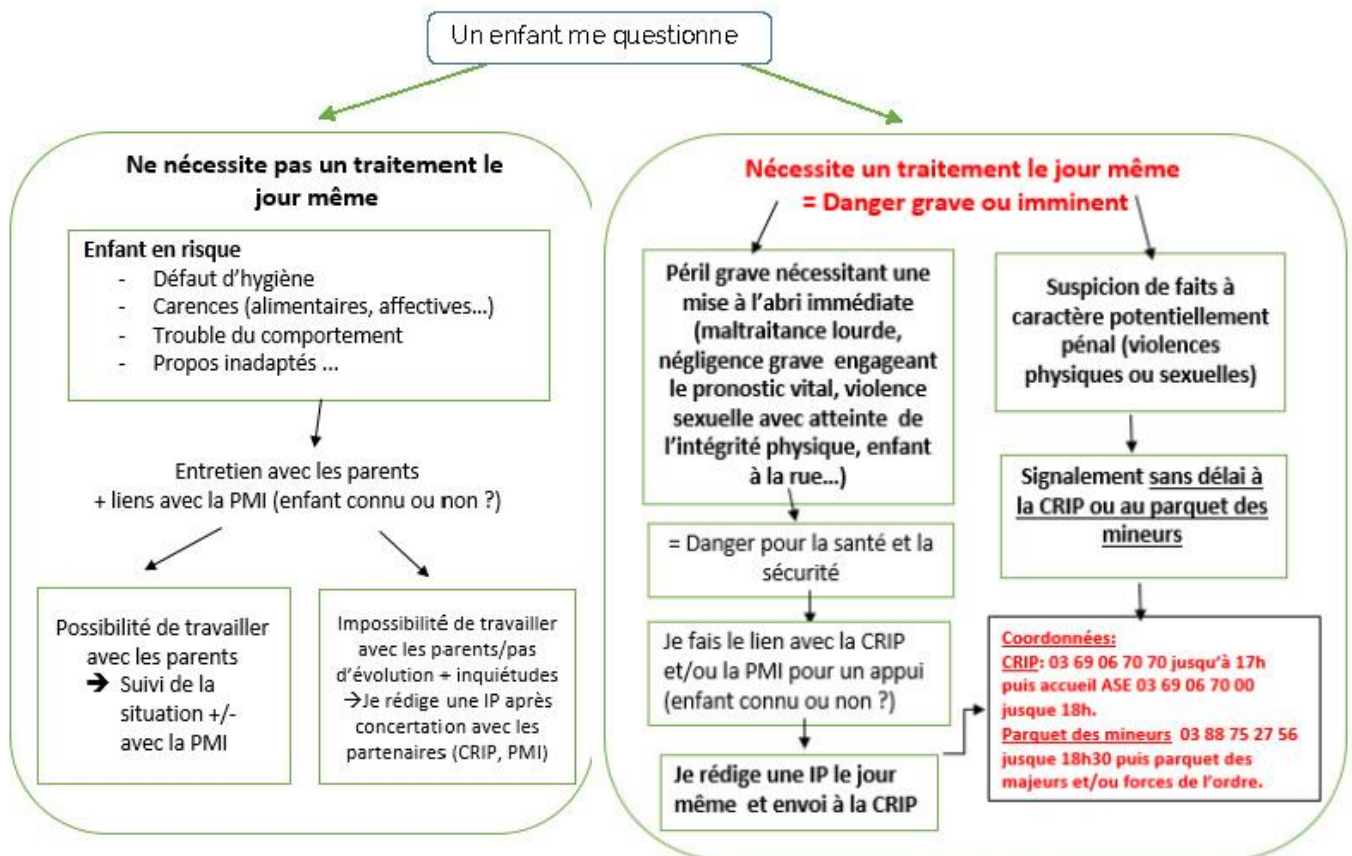 Un enfant me questionne
Ne nécessite pas un traitement le
jour même
Enfant en risque
- Défaut d'hygiène
- Carences (alimentaires, affectives...)
- Trouble du comportement
- Propos inadaptés ...
Entretien avec les parents
+ liens avec la PMI (enfant connu ou non ?)
Possibilité de travailler
avec les parents
➔ Suivi de la
situation +/-
avec la PMI
Impossibilité de travailler
avec les parents/pas
d'évolution + inquiétudes
→Je rédige une IP après
concertation avec les
partenaires (CRIP, PMI)
Nécessite un traitement le jour même
= Danger grave ou imminent
Péril grave nécessitant une
mise à l'abri immédiate
(maltraitance lourde,
négligence grave engageant
le pronostic vital, violence
sexuelle avec atteinte de
l'intégrité physique, enfant
à la rue...)
= Danger pour la santé et la
sécurité
Je fais le lien avec la CRIP
et/ou la PMI pour un appui
(enfant connu ou non ?)
Je rédige une IP le jour
même et envoi à la CRIP
Suspicion de faits à
caractère potentiellement
pénal (violences
physiques ou sexuelles)
Signalement sans délai à
la CRIP ou au parquet des
mineurs
Coordonnées:
CRIP: 03 69 06 70 70 jusqu'à 17h
puis accueil ASE 03 69 06 70 00
jusque 18h.
Parquet des mineurs 03 88 75 27 56
jusque 18h30 puis parquet des
majeurs et/ou forces de l'ordre.